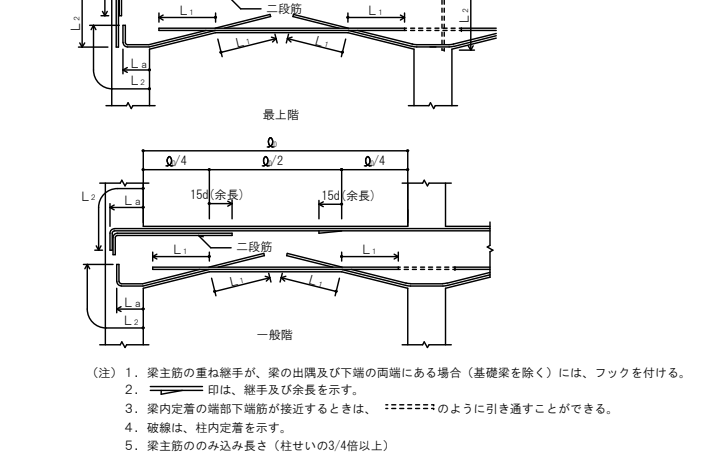 L₁ 二段筋 L₁
L₂ L₂
L₁ L₁
La
L₂
最上階
ℓ₀
ℓ₀/4 ℓ₀/2 ℓ₀/4
L₂ La 15d(余長) 15d(余長)
二段筋
L₁ L₁
L₁ L₁
La
L₂
一般階
（注）１．梁主筋の重ね継手が、梁の出隅及び下端の両端にある場合（基礎梁を除く）には、フックを付ける。
２． 印は、継手及び余長を示す。
３．梁内定着の端部下端筋が接近するときは、 のように引き通すことができる。
４．破線は、柱内定着を示す。
５．梁主筋ののみ込み長さ（柱せいの3/4倍以上）